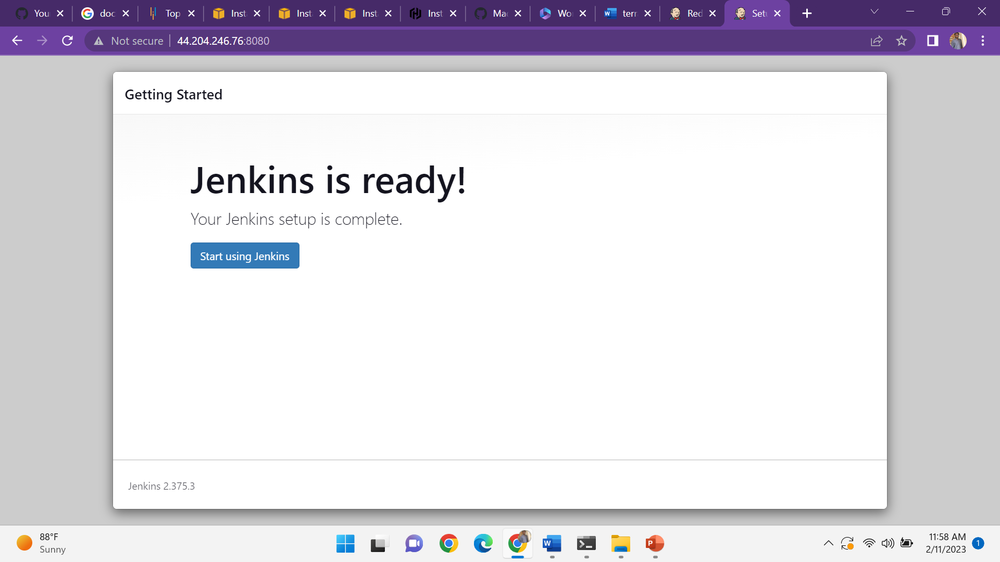 You
doc
Top
Inst
Inst
Inst
Inst
Mac
Wo
terr
Red
Set
Not secure
44.204.246.76:8080
Getting Started
Jenkins is ready!
Your Jenkins setup is complete.
Start using Jenkins
Jenkins 2.375.3
88°F
Sunny
W
P
11:58 AM
2/11/2023
1